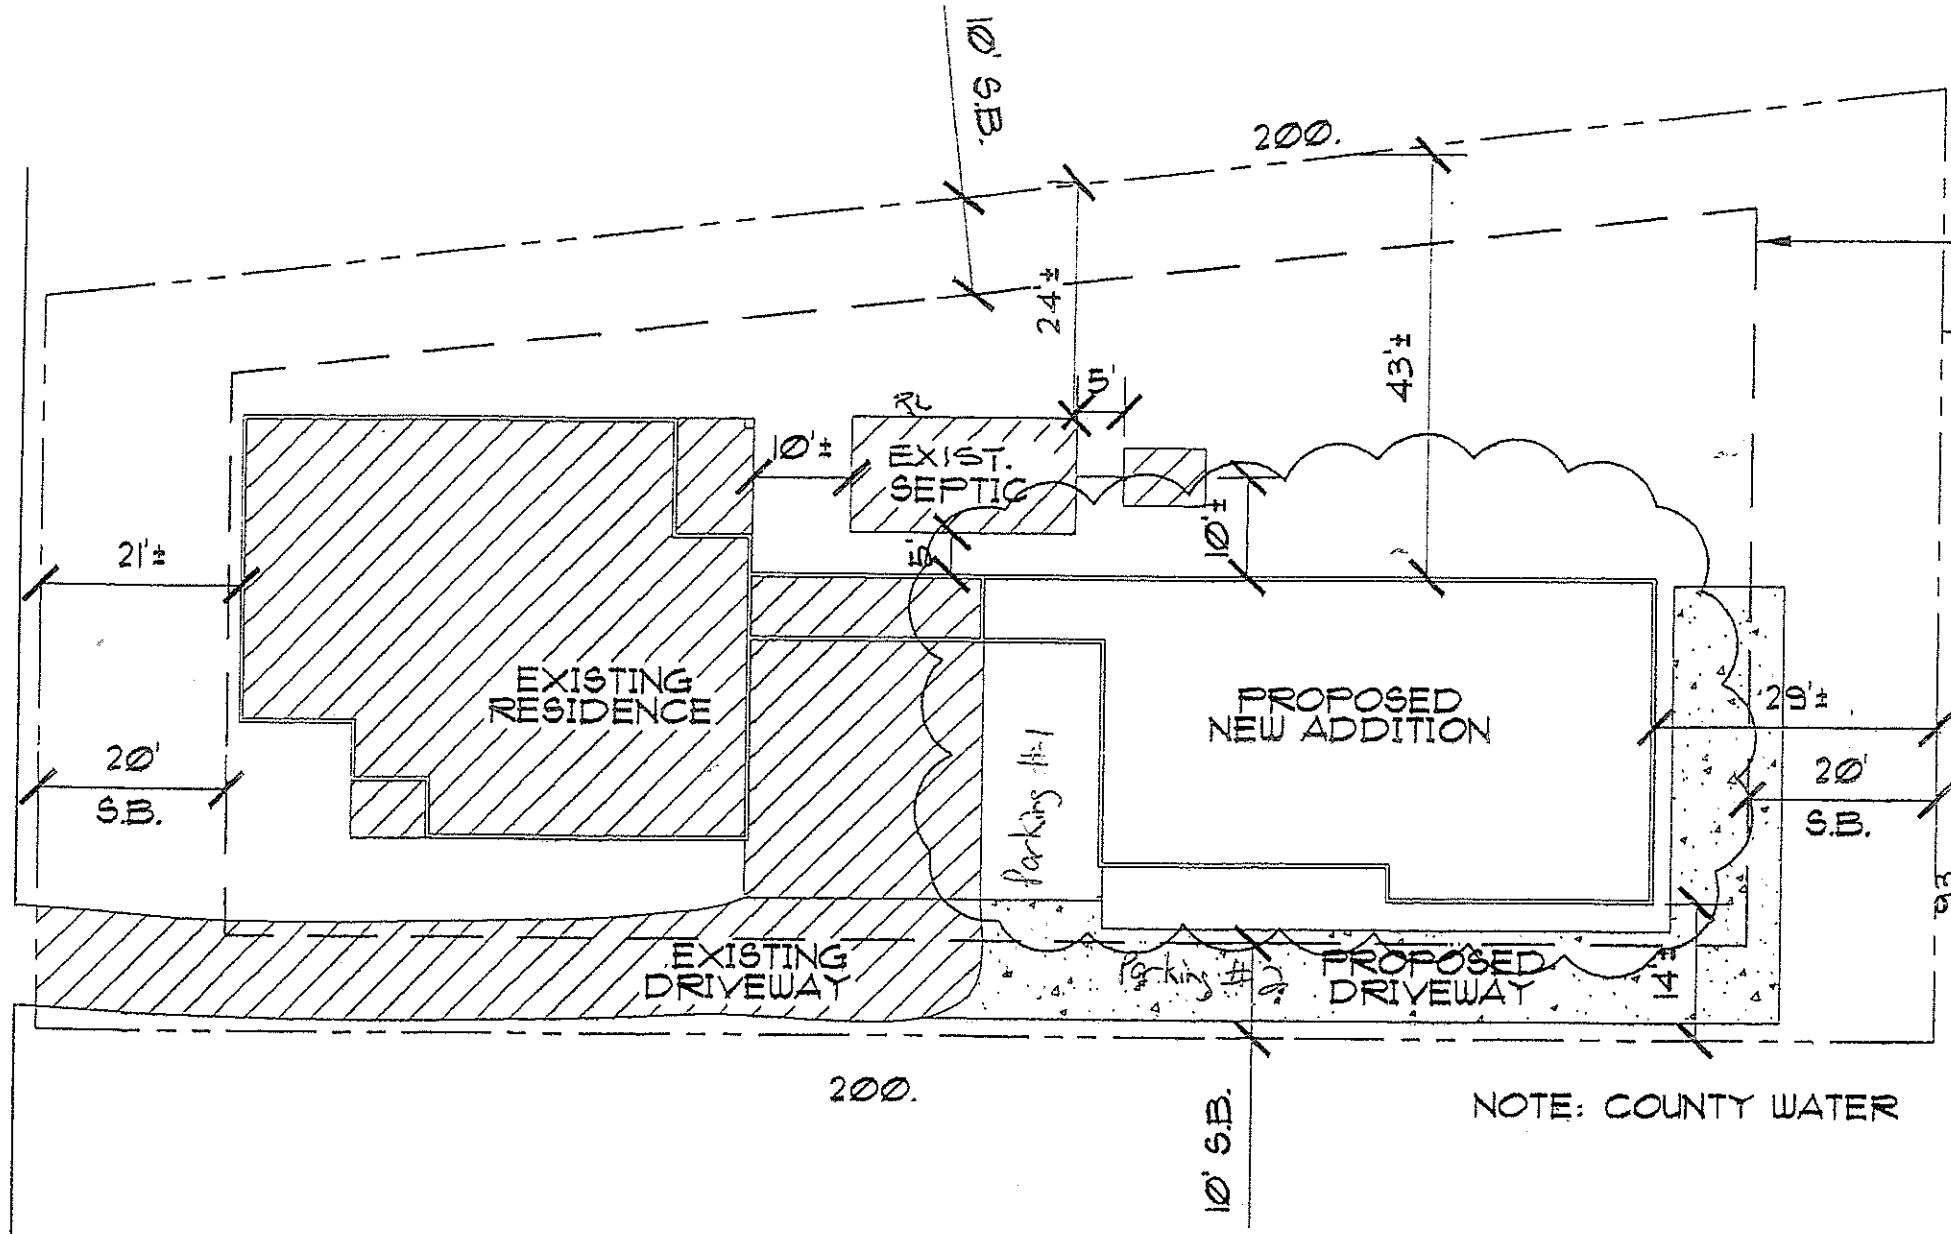 10' S.B.
200.
24'±
43'±
5'
10'±
EXIST.
SEPTIC
10'±
5'
21'±
EXISTING
RESIDENCE
PROPOSED
NEW ADDITION
29'±
Parking #1
20'
S.B.
20'
S.B.
93
EXISTING
DRIVEWAY
Parking #2
PROPOSED
DRIVEWAY
14'±
200.
10' S.B.
NOTE: COUNTY WATER